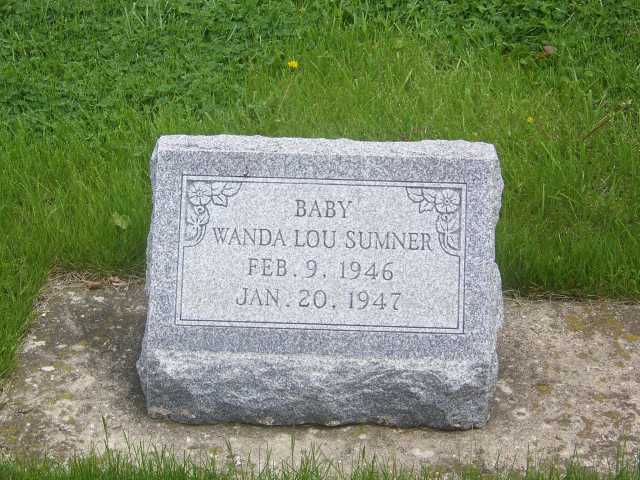 BABY
WANDA LOU SUMNER
FEB. 9. 1946
JAN. 20. 1947